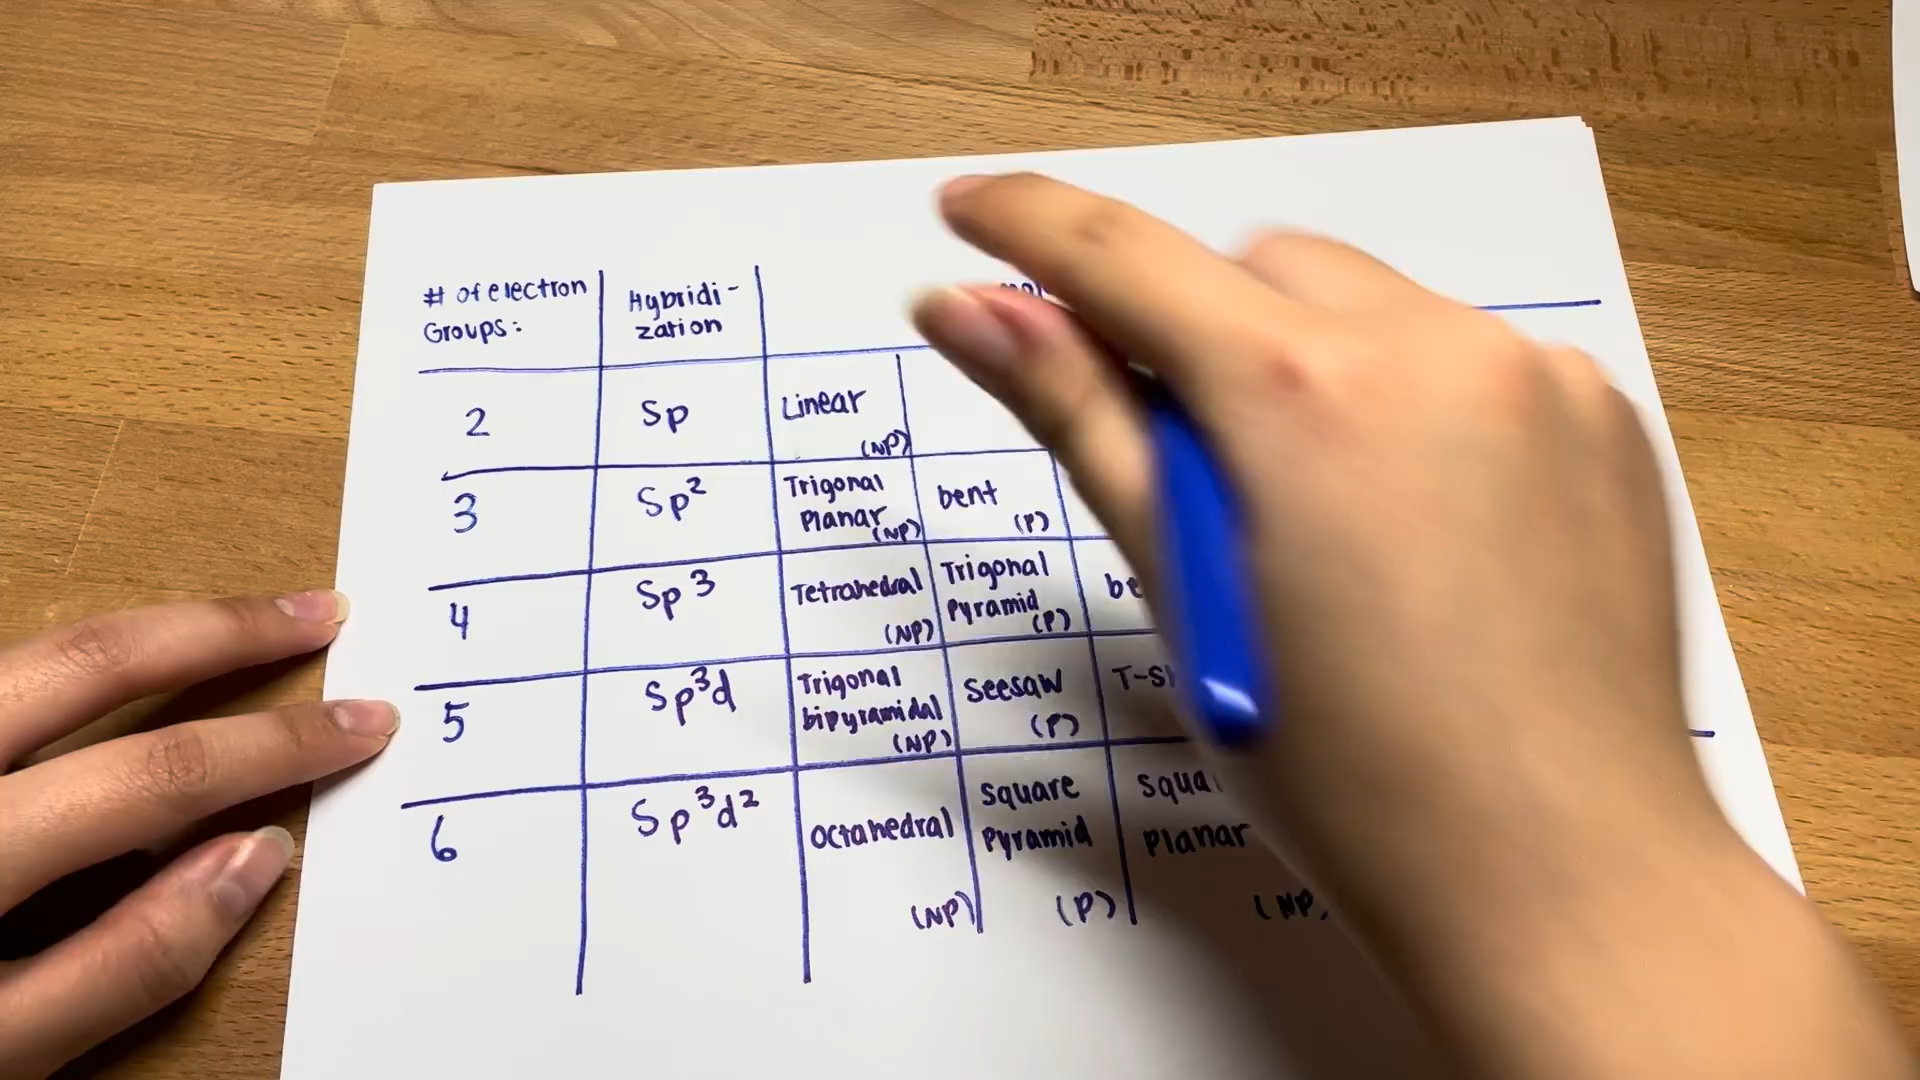 # of electron
Groups:
Hybridi-
zation
2
Sp
Linear
(NP)
3
Sp²
Trigonal
Planar
(NP)
bent
(P)
4
Sp³
Tetrahedral
(NP)
Trigonal
Pyramid
(P)
5
Sp³d
Trigonal
bipyramidal
(NP)
Seesaw
(P)
6
Sp³d²
Octahedral
(NP)
square
Pyramid
(P)
Planar
(NP)